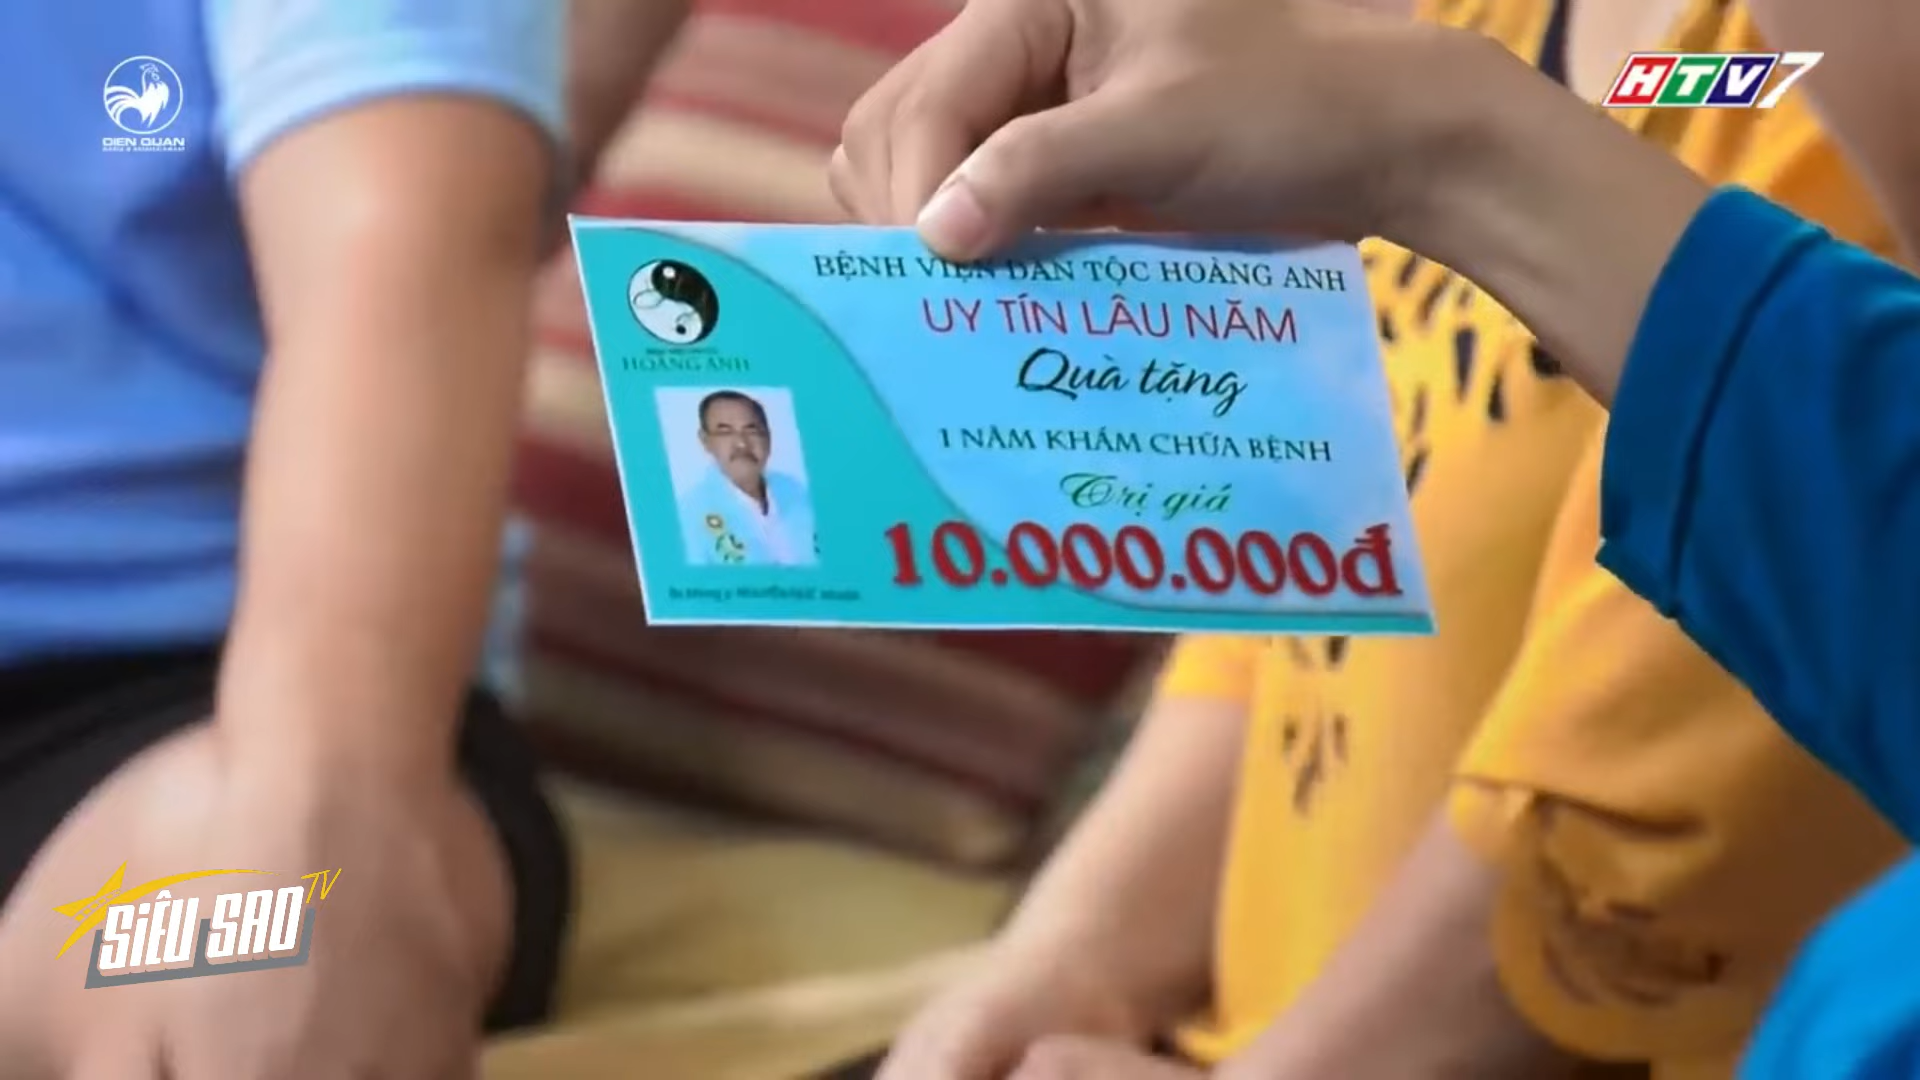 DIEN QUAN
HTV7
BỆNH VIỆN DÂN TỘC HOÀNG ANH
UY TÍN LÂU NĂM
HOÀNG ANH
Quà tặng
1 NĂM KHÁM CHỮA BỆNH
Trị giá
10.000.000đ
SIÊU SAO TV